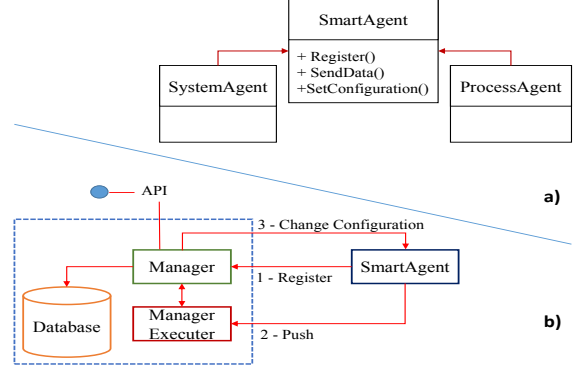 SmartAgent
+ Register()
+ SendData()
+SetConfiguration()
SystemAgent
ProcessAgent
a)
API
3 - Change Configuration
Manager
SmartAgent
1 - Register
Database
Manager
Executer
2 - Push
b)